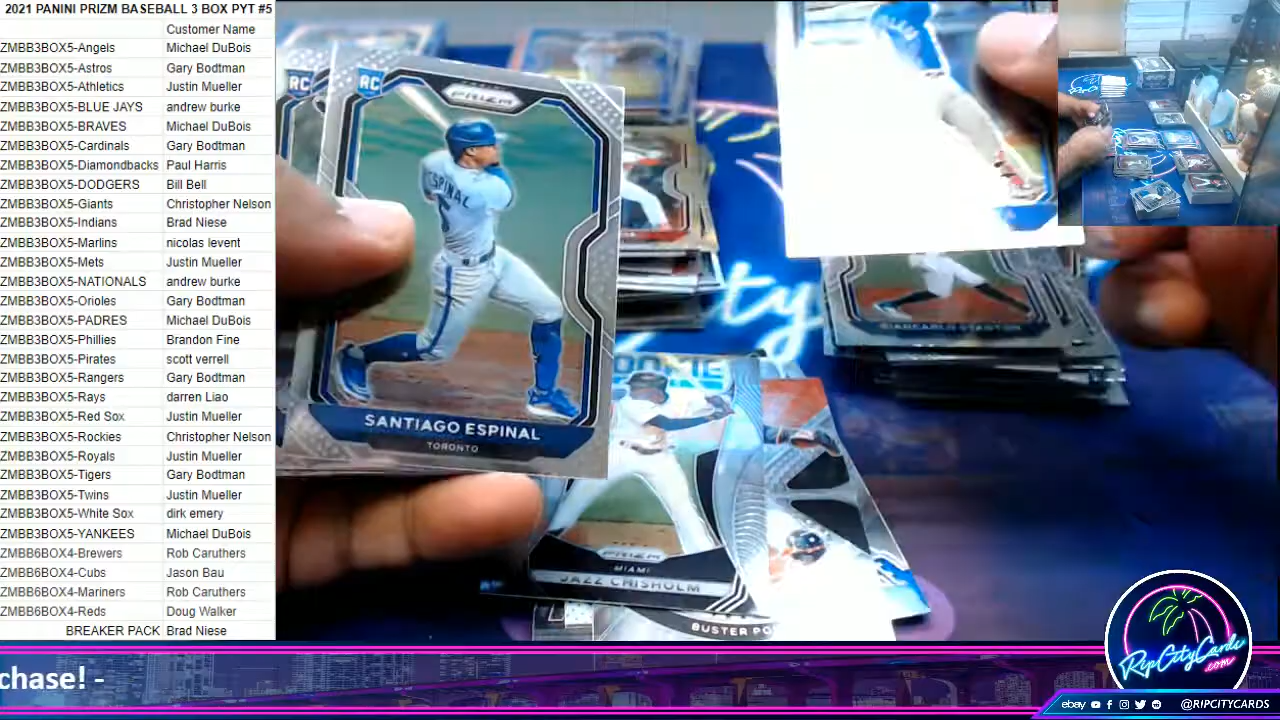 2021 PANINI PRIZM BASEBALL 3 BOX PYT #5
Customer Name
ZMBB3BOX5-Angels Michael DuBois
ZMBB3BOX5-Astros Gary Bodtman
ZMBB3BOX5-Athletics Justin Mueller
ZMBB3BOX5-BLUE JAYS andrew burke
ZMBB3BOX5-BRAVES Michael DuBois
ZMBB3BOX5-Cardinals Gary Bodtman
ZMBB3BOX5-Diamondbacks Paul Harris
ZMBB3BOX5-DODGERS Bill Bell
ZMBB3BOX5-Giants Christopher Nelson
ZMBB3BOX5-Indians Brad Niese
ZMBB3BOX5-Marlins nicolas levent
ZMBB3BOX5-Mets Justin Mueller
ZMBB3BOX5-NATIONALS andrew burke
ZMBB3BOX5-Orioles Gary Bodtman
ZMBB3BOX5-PADRES Michael DuBois
ZMBB3BOX5-Phillies Brandon Fine
ZMBB3BOX5-Pirates scott verrell
ZMBB3BOX5-Rangers Gary Bodtman
ZMBB3BOX5-Rays darren Liao
ZMBB3BOX5-Red Sox Justin Mueller
ZMBB3BOX5-Rockies Christopher Nelson
ZMBB3BOX5-Royals Justin Mueller
ZMBB3BOX5-Tigers Gary Bodtman
ZMBB3BOX5-Twins Justin Mueller
ZMBB3BOX5-White Sox dirk emery
ZMBB3BOX5-YANKEES Michael DuBois
ZMBB6BOX4-Brewers Rob Caruthers
ZMBB6BOX4-Cubs Jason Bau
ZMBB6BOX4-Mariners Rob Caruthers
ZMBB6BOX4-Reds Doug Walker
BREAKER PACK Brad Niese
RC
RC
PRIZM
ESPINAL
5
SANTIAGO ESPINAL
TORONTO
ty
GIANCARLO STANTON
PRIZM
MIAMI
JAZZ CHISHOLM
BUSTER PO
chase! -
RipCityCards
.com
ebay
@RIPCITYCARDS